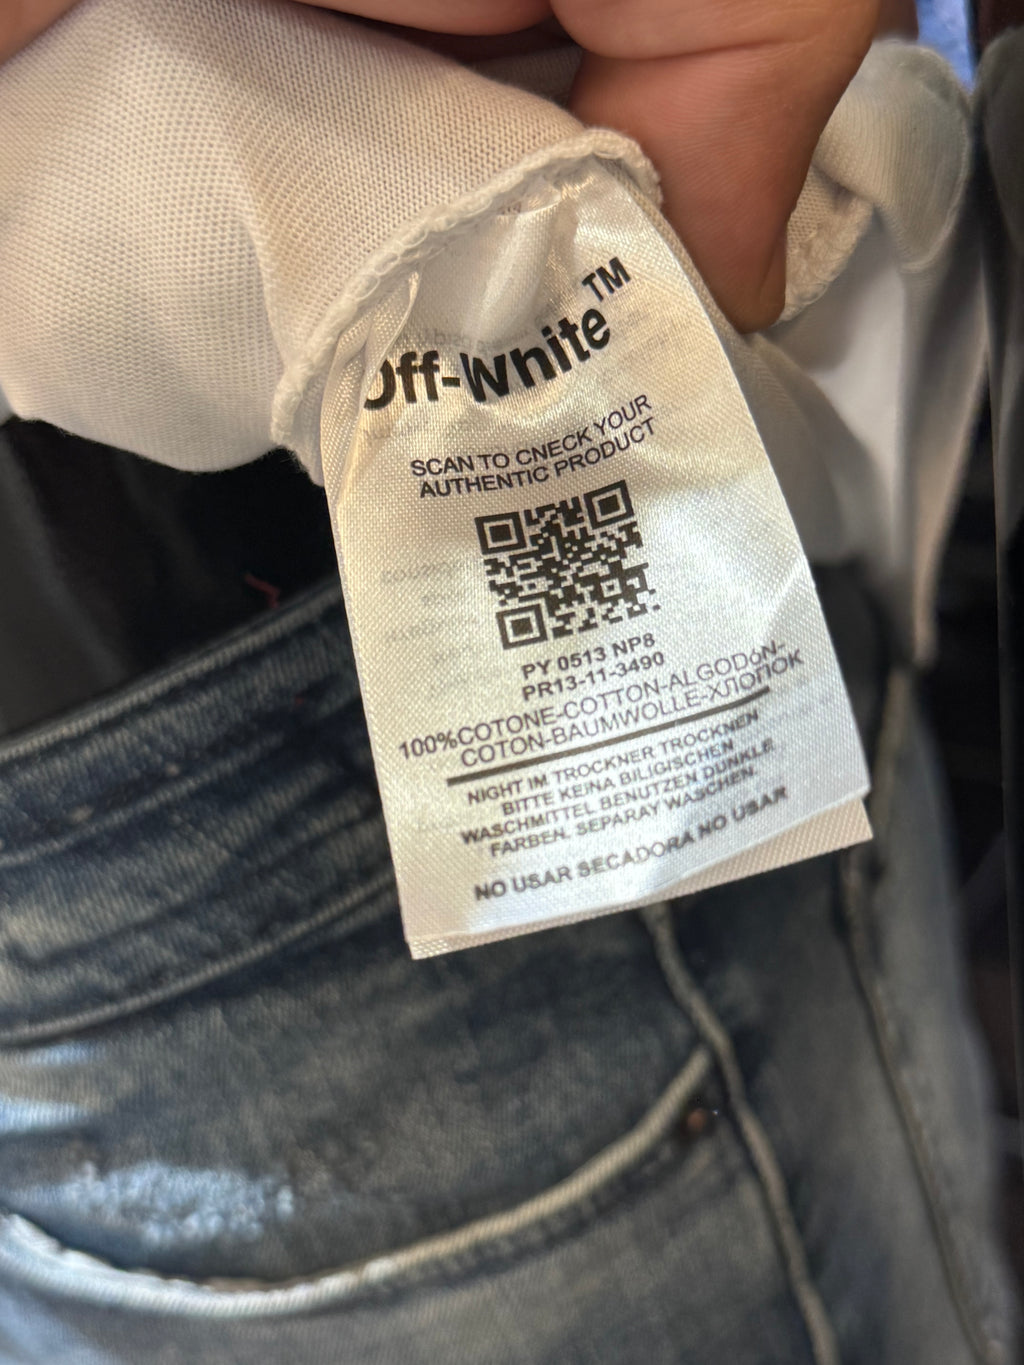 Off-White™
SCAN TO CNECK YOUR
AUTHENTIC PRODUCT
PY 0513 NP8
PR13-11-3490
100%COTONE-COTTON-ALGODóN-
COTON-BAUMWOLLE-ХЛОПОК
NIGHT IM TROCKNER TROCKNEN
BITTE KEINA BILIGISCHEN
WASCHMITTEL BENUTZEN DUNKLE
FARBEN. SEPARAY WASCHEN.
NO USAR SECADORA NO USAR